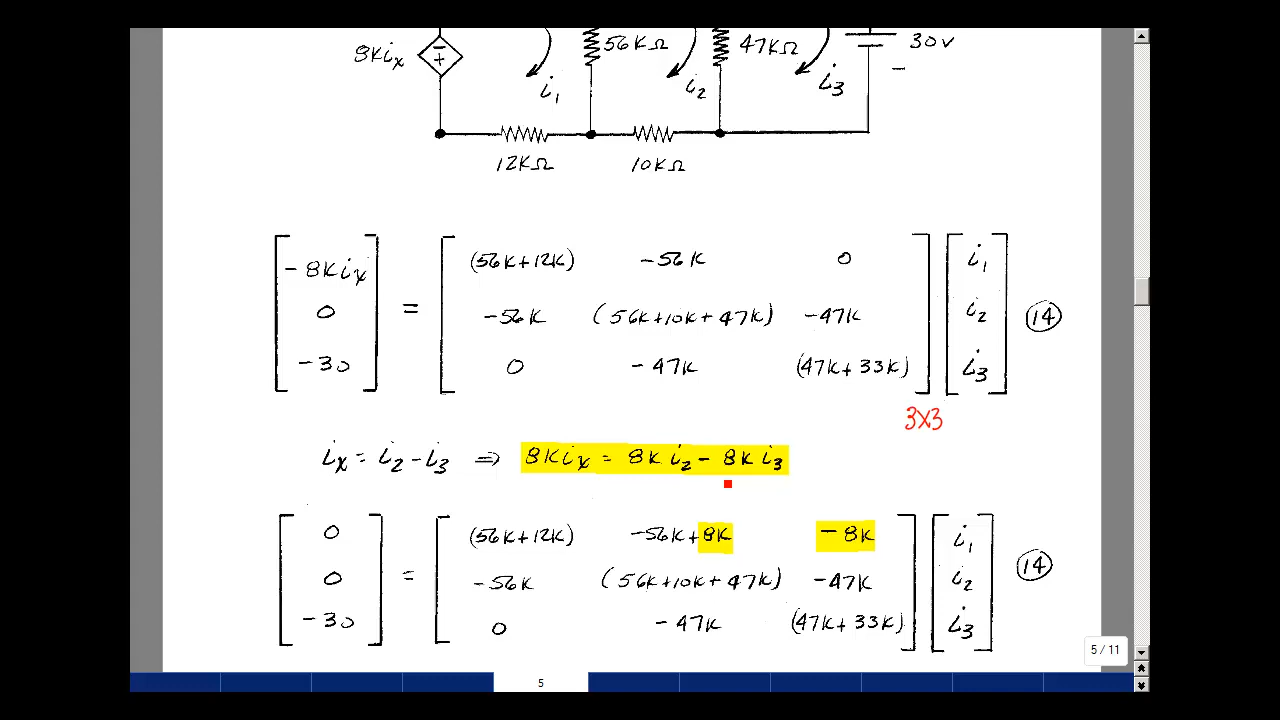 8Kix
- +
56KΩ
47KΩ
30V
-
i1
i2
i3
12KΩ
10KΩ
-8Kix (56K+12K) -56K 0 i1
0 = -56K (56K+10K+47K) -47K i2 14
-30 0 -47K (47K+33K) i3
3x3
ix = i2 - i3 ⇒ 8Kix = 8K i2 - 8K i3
0 (56K+12K) -56K+8K -8K i1
0 = -56K (56K+10K+47K) -47K i2 14
-30 0 -47K (47K+33K) i3
5 / 11
5